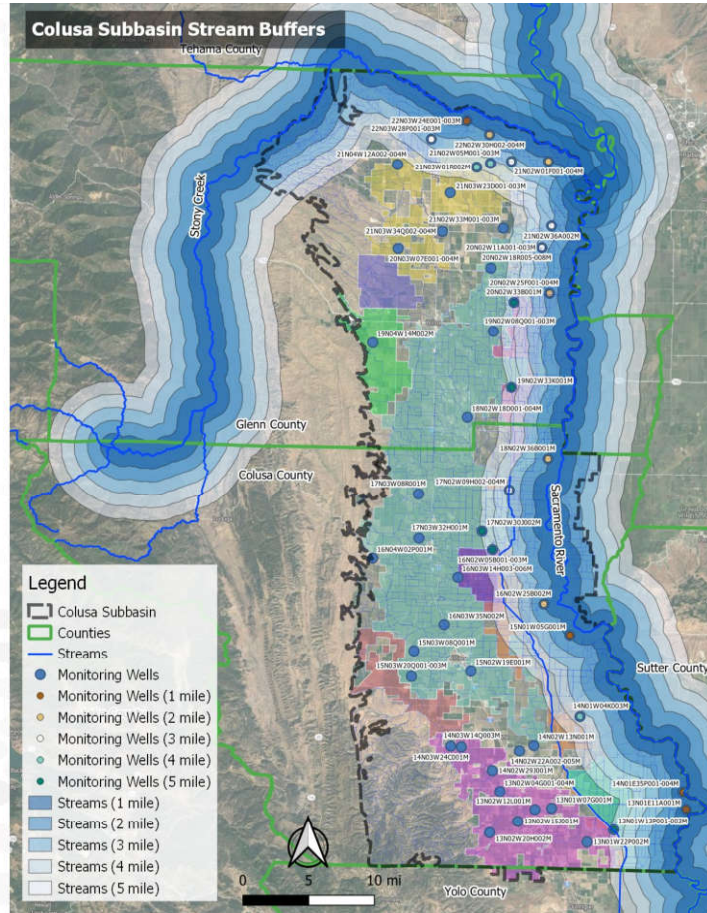 Colusa Subbasin Stream Buffers
Tehama County
22N03W24E001-003M
22N03W28P001-003M
22N02W30H002-004M
21N04W12A002-004M
21N02W05M001-003M
21N03W01R002M
21N02W01F001-004M
21N03W23D001-003M
Stony Creek
21N02W33M001-003M
21N02W36A002M
21N03W34Q002-004M
20N02W11A001-003M
20N03W07E001-004M
20N02W18R005-008M
20N02W25F001-004M
20N02W33B001M
19N02W08Q001-003M
19N04W14M002M
19N02W33K001M
18N02W18D001-004M
Glenn County
18N02W36B001M
Colusa County
17N02W09H002-004M
17N03W08R001M
Sacramento River
17N03W32H001M
17N02W30J002M
16N04W02P001M
16N02W05B001-003M
16N03W14H003-006M
16N02W25B002M
16N03W35N002M
15N01W05G001M
15N03W08Q001M
15N03W20Q001-003M
15N02W19E001M
Sutter County
14N01W04K003M
14N02W13N001M
14N03W14Q003M
14N02W22A002-005M
14N03W24C001M
14N02W29J001M
14N01E35P001-004M
13N02W04G001-004M
13N01E11A001M
13N02W12L001M
13N01W07G001M
13N02W15J001M
13N01W13P001-003M
13N02W20H002M
13N01W22P002M
Yolo County
Legend
Colusa Subbasin
Counties
Streams
Monitoring Wells
Monitoring Wells (1 mile)
Monitoring Wells (2 mile)
Monitoring Wells (3 mile)
Monitoring Wells (4 mile)
Monitoring Wells (5 mile)
Streams (1 mile)
Streams (2 mile)
Streams (3 mile)
Streams (4 mile)
Streams (5 mile)
0 5 10 mi